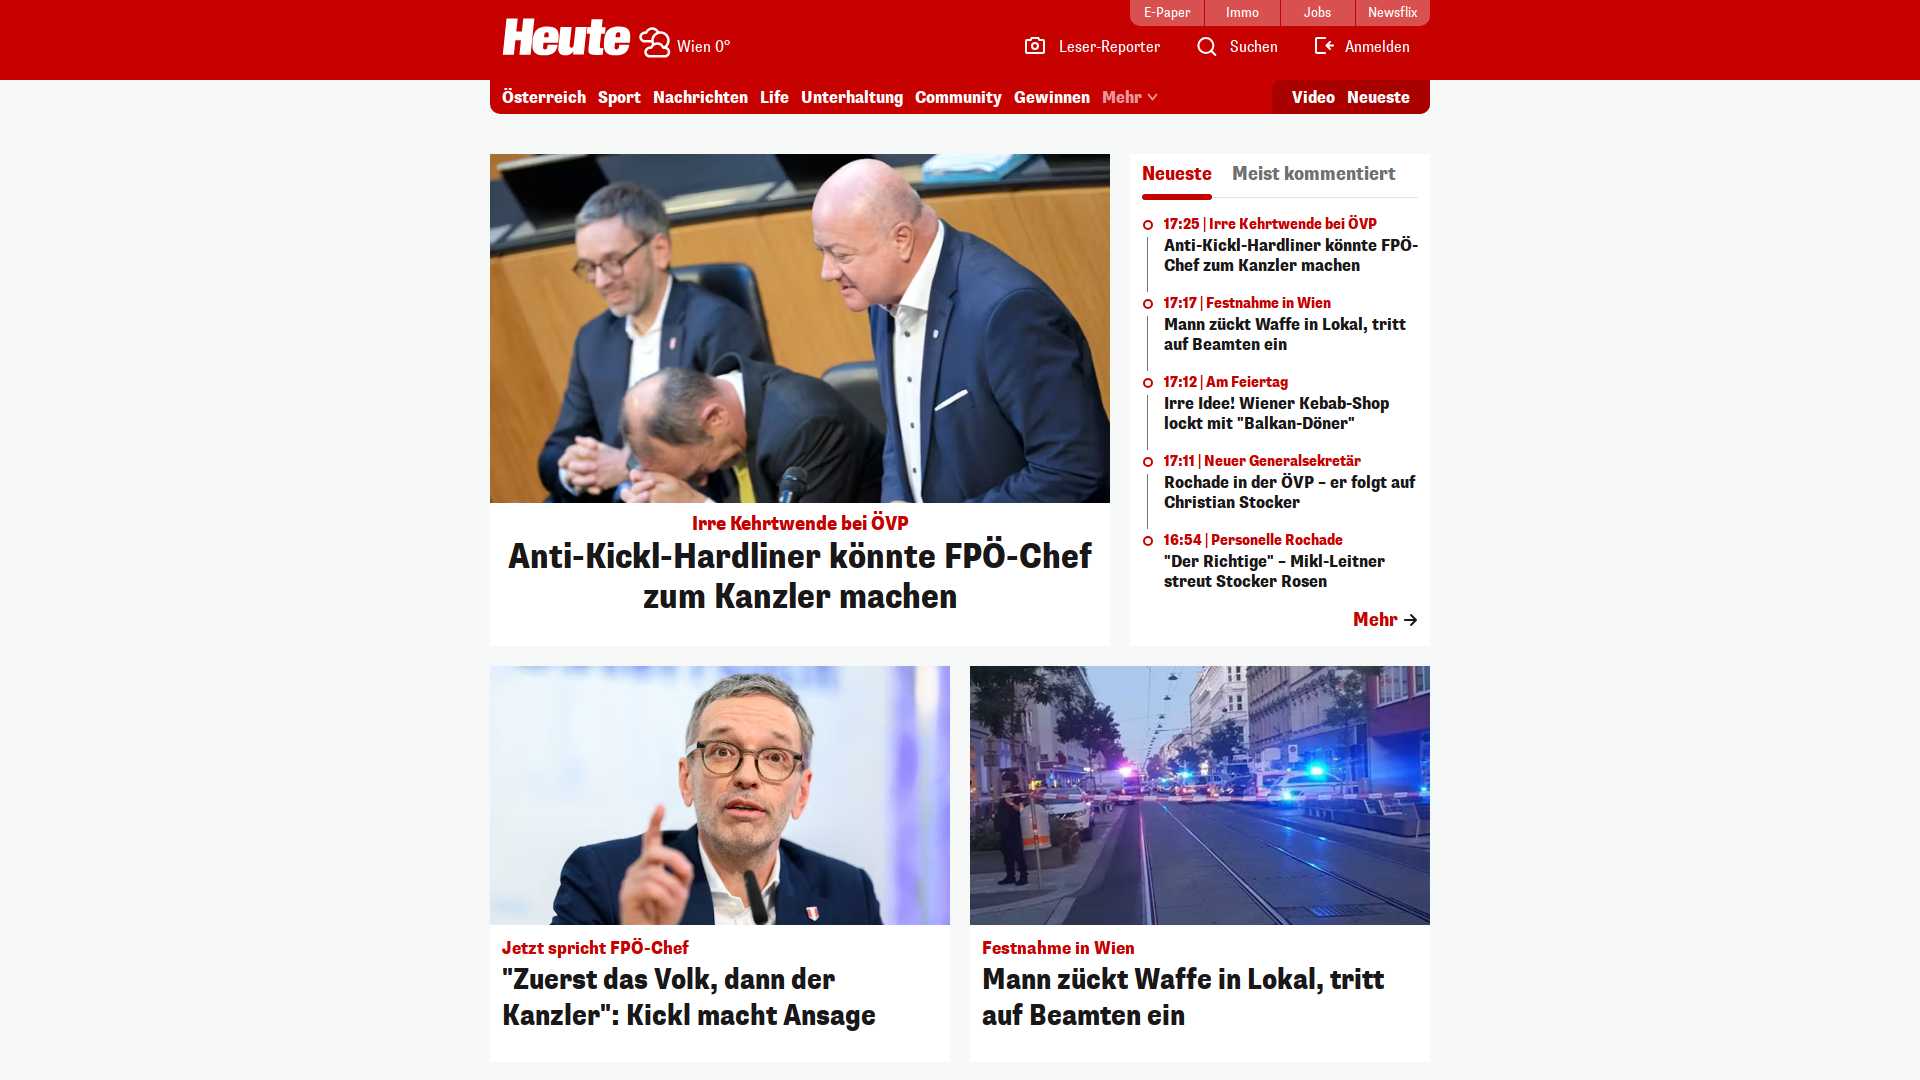 E-Paper
Immo
Jobs
Newsflix
Heute
Wien 0°
Leser-Reporter
Suchen
Anmelden
Österreich
Sport
Nachrichten
Life
Unterhaltung
Community
Gewinnen
Mehr
Video
Neueste
Irre Kehrtwende bei ÖVP
Anti-Kickl-Hardliner könnte FPÖ-Chef
zum Kanzler machen
Neueste
Meist kommentiert
17:25 | Irre Kehrtwende bei ÖVP
Anti-Kickl-Hardliner könnte FPÖ-
Chef zum Kanzler machen
17:17 | Festnahme in Wien
Mann zückt Waffe in Lokal, tritt
auf Beamten ein
17:12 | Am Feiertag
Irre Idee! Wiener Kebab-Shop
lockt mit "Balkan-Döner"
17:11 | Neuer Generalsekretär
Rochade in der ÖVP – er folgt auf
Christian Stocker
16:54 | Personelle Rochade
"Der Richtige" – Mikl-Leitner
streut Stocker Rosen
Mehr
Jetzt spricht FPÖ-Chef
"Zuerst das Volk, dann der
Kanzler": Kickl macht Ansage
Festnahme in Wien
Mann zückt Waffe in Lokal, tritt
auf Beamten ein